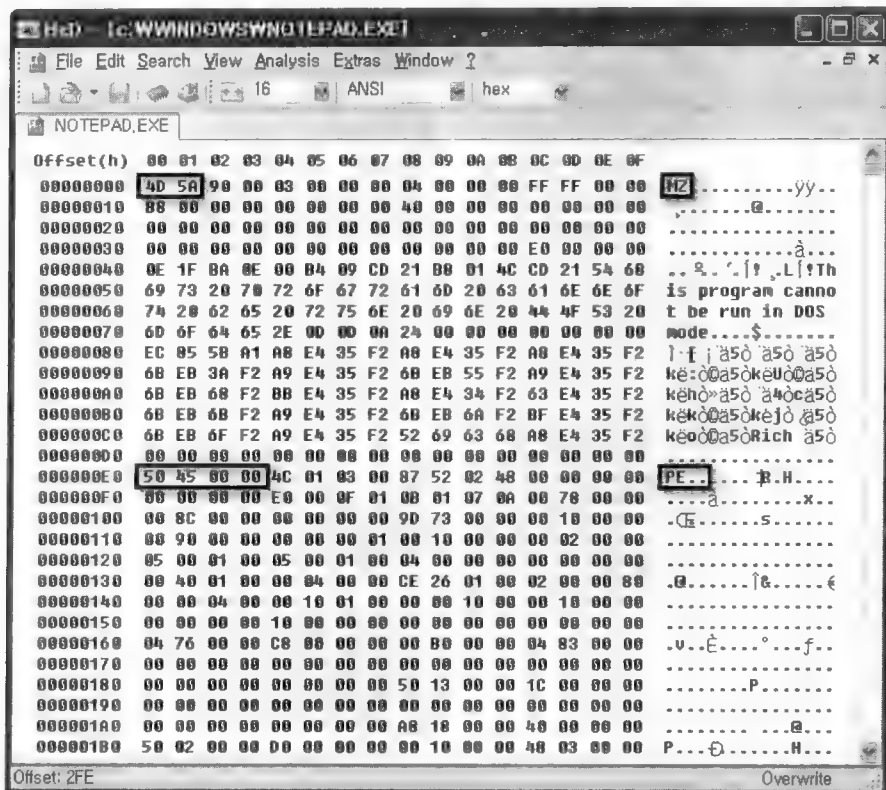 HxD - [c:WWINDOWSWNOTEPAD.EXE]
File Edit Search View Analysis Extras Window ?
16 ANSI hex
NOTEPAD.EXE
Offset(h) 00 01 02 03 04 05 06 07 08 09 0A 0B 0C 0D 0E 0F
00000000 4D 5A 90 00 03 00 00 00 04 00 00 00 FF FF 00 00 MZ..........ÿÿ..
00000010 B8 00 00 00 00 00 00 00 40 00 00 00 00 00 00 00 ¸.......@.......
00000020 00 00 00 00 00 00 00 00 00 00 00 00 00 00 00 00 ................
00000030 00 00 00 00 00 00 00 00 00 00 00 00 E0 00 00 00 ............à...
00000040 0E 1F BA 0E 00 B4 09 CD 21 B8 01 4C CD 21 54 68 ..º..´.Í!¸.LÍ!Th
00000050 69 73 20 70 72 6F 67 72 61 6D 20 63 61 6E 6E 6F is program canno
00000060 74 20 62 65 20 72 75 6E 20 69 6E 20 44 4F 53 20 t be run in DOS
00000070 6D 6F 64 65 2E 0D 0D 0A 24 00 00 00 00 00 00 00 mode....$.......
00000080 EC 85 5B A1 A8 E4 35 F2 A8 E4 35 F2 A8 E4 35 F2 ì…[¡¨ä5ò¨ä5ò¨ä5ò
00000090 6B EB 3A F2 A9 E4 35 F2 6B EB 55 F2 A9 E4 35 F2 kë:ò©ä5òkëUò©ä5ò
000000A0 6B EB 68 F2 BB E4 35 F2 A8 E4 34 F2 63 E4 35 F2 këhò»ä5ò¨ä4òcä5ò
000000B0 6B EB 6B F2 A9 E4 35 F2 6B EB 6A F2 BF E4 35 F2 këkò©ä5òkëjò¿ä5ò
000000C0 6B EB 6F F2 A9 E4 35 F2 52 69 63 68 A8 E4 35 F2 këoò©ä5òRich¨ä5ò
000000D0 00 00 00 00 00 00 00 00 00 00 00 00 00 00 00 00 ................
000000E0 50 45 00 00 4C 01 03 00 87 52 02 48 00 00 00 00 PE..L...‡R.H....
000000F0 00 00 00 00 E0 00 0F 01 0B 01 07 0A 00 78 00 00 ....à........x..
00000100 00 8C 00 00 00 00 00 00 9D 73 00 00 00 10 00 00 .Œ.......s......
00000110 00 90 00 00 00 00 00 01 00 10 00 00 00 02 00 00 ................
00000120 05 00 01 00 05 00 01 00 04 00 00 00 00 00 00 00 ................
00000130 00 40 01 00 00 04 00 00 CE 26 01 00 02 00 00 80 .@......Î&.....€
00000140 00 00 04 00 00 10 01 00 00 00 10 00 00 10 00 00 ................
00000150 00 00 00 00 10 00 00 00 00 00 00 00 00 00 00 00 ................
00000160 04 76 00 00 C8 00 00 00 00 B0 00 00 04 83 00 00 .v..È....°...ƒ..
00000170 00 00 00 00 00 00 00 00 00 00 00 00 00 00 00 00 ................
00000180 00 00 00 00 00 00 00 00 50 13 00 00 1C 00 00 00 ........P.......
00000190 00 00 00 00 00 00 00 00 00 00 00 00 00 00 00 00 ................
000001A0 00 00 00 00 00 00 00 00 A8 18 00 00 40 00 00 00 ............@...
000001B0 50 02 00 00 D0 00 00 00 00 10 00 00 48 03 00 00 P...Ð.......H...
Offset: 2FE Overwrite